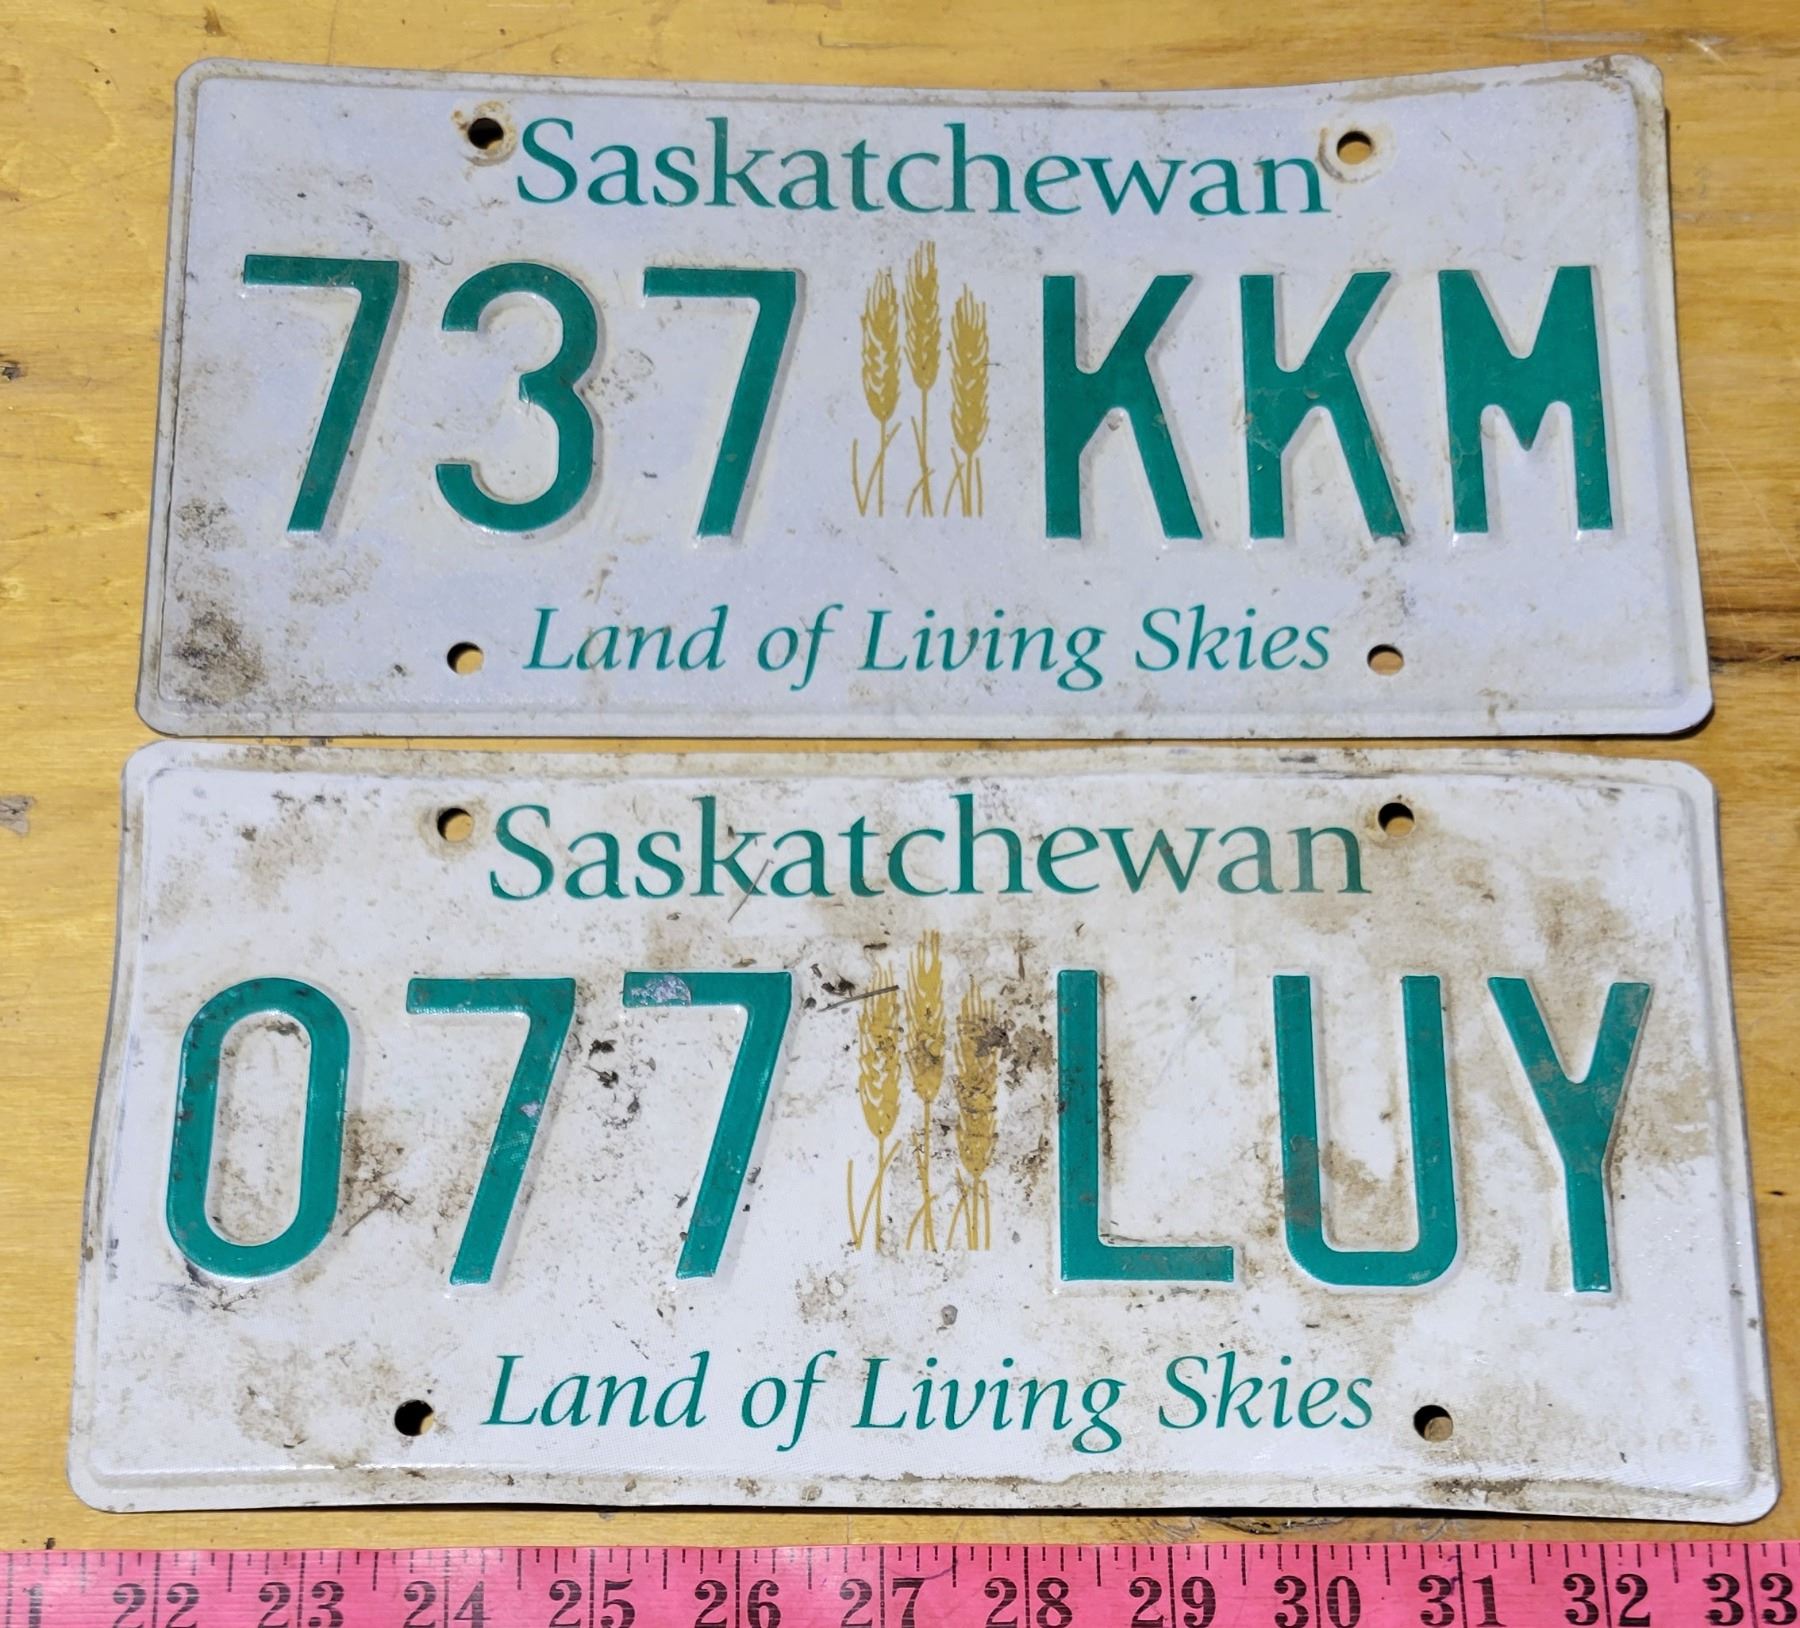 Saskatchewan
737 KKM
Land of Living Skies
Saskatchewan
077 LUY
Land of Living Skies
1 22 23 24 25 26 27 28 29 30 31 32 33